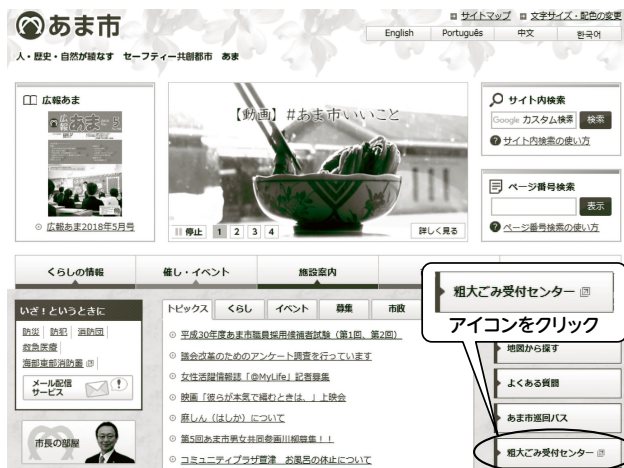 あま市
サイトマップ 文字サイズ・配色の変更
English Português 中文 한국어
人・歴史・自然が綾なす セーフティー共創都市 あま
広報あま
広報あま2018年5月号
【動画】#あま市いいこと
停止 1 2 3 4 詳しく見る
サイト内検索
Google カスタム検索 検索
サイト内検索の使い方
ページ番号検索
表示
ページ番号検索の使い方
くらしの情報 催し・イベント 施設案内
いざ！というときに
防災 防犯 消防団
救急医療
海部東部消防署
メール配信
サービス
市長の部屋
トピックス くらし イベント 募集 市政
平成30年度あま市職員採用候補者試験（第1回、第2回）
議会改革のためのアンケート調査を行っています
女性活躍情報誌「@MyLife」記者募集
映画「彼らが本気で編むときは、」上映会
麻しん（はしか）について
第5回あま市男女共同参画川柳募集！！
コミュニティプラザ萱津 お風呂の休止について
粗大ごみ受付センター
アイコンをクリック
地図から探す
よくある質問
あま市巡回バス
粗大ごみ受付センター